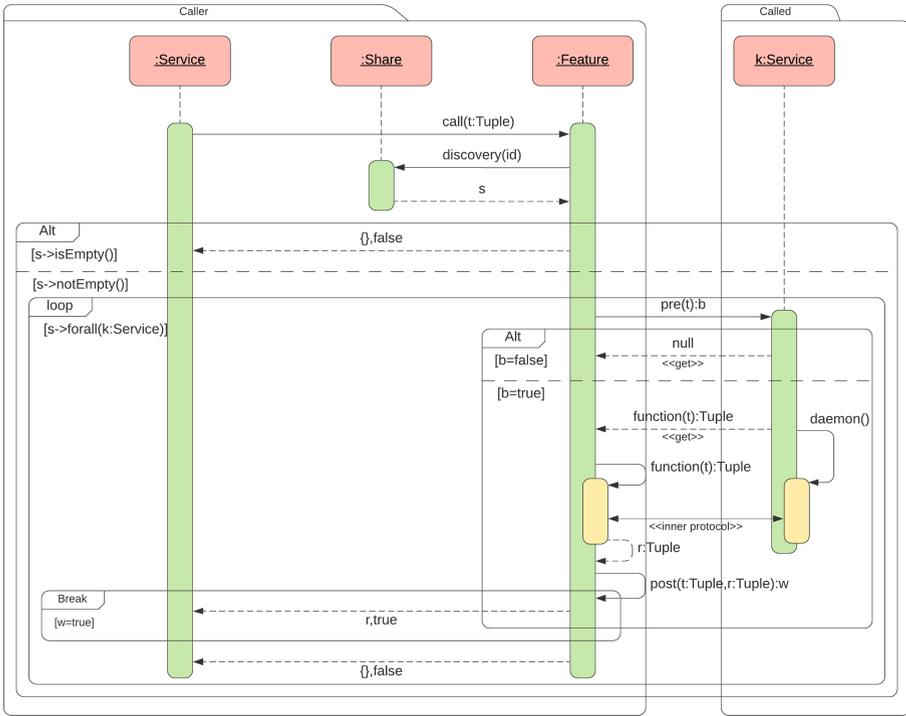 Caller
Called
:Service
:Share
:Feature
k:Service
call(t:Tuple)
discovery(id)
s
Alt
{},false
[s->isEmpty()]
[s->notEmpty()]
loop
pre(t):b
[s->forall(k:Service)]
Alt
null
[b=false]
<<get>>
[b=true]
function(t):Tuple
daemon()
<<get>>
function(t):Tuple
<<inner protocol>>
r:Tuple
post(t:Tuple,r:Tuple):w
Break
[w=true]
r,true
{},false